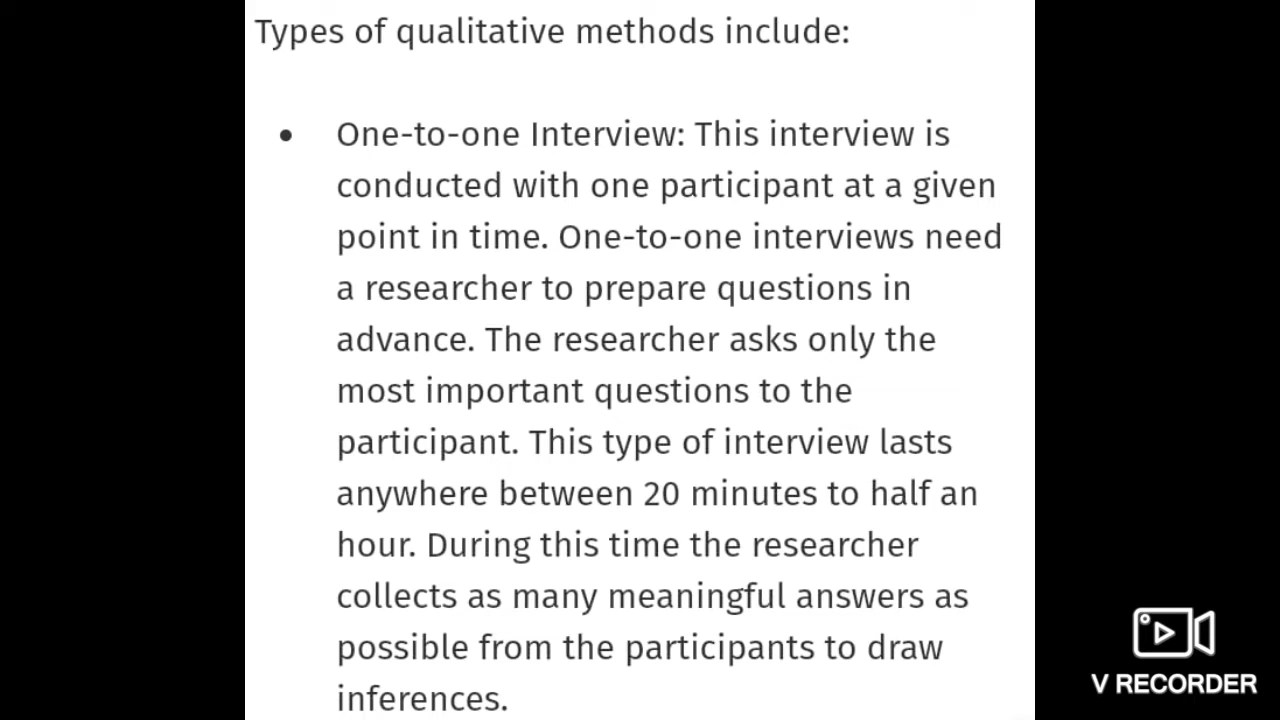 Types of qualitative methods include:
• One-to-one Interview: This interview is
conducted with one participant at a given
point in time. One-to-one interviews need
a researcher to prepare questions in
advance. The researcher asks only the
most important questions to the
participant. This type of interview lasts
anywhere between 20 minutes to half an
hour. During this time the researcher
collects as many meaningful answers as
possible from the participants to draw
inferences.
V RECORDER